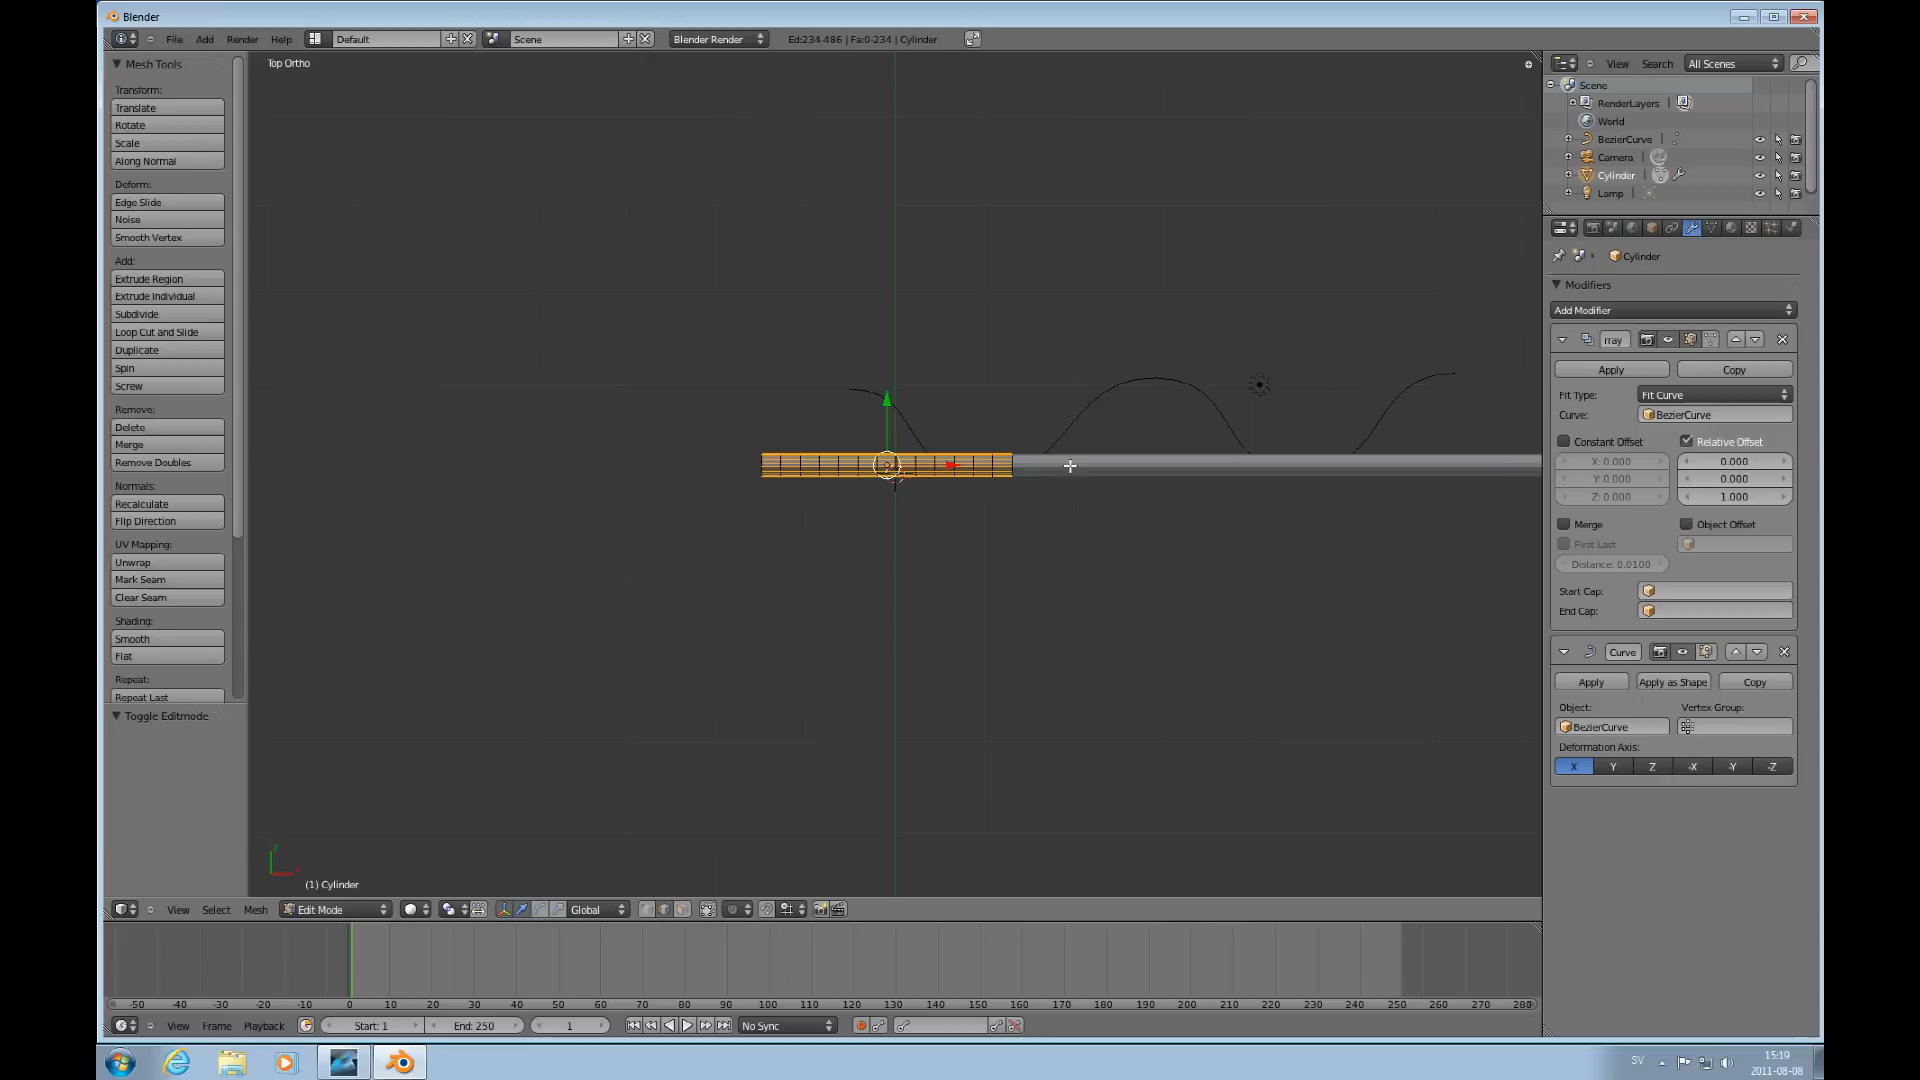 Blender
File Add Render Help Default Scene Blender Render Ed:234-486 | Fa:0-234 | Cylinder
Mesh Tools
Transform:
Translate
Rotate
Scale
Along Normal
Deform:
Edge Slide
Noise
Smooth Vertex
Add:
Extrude Region
Extrude Individual
Subdivide
Loop Cut and Slide
Duplicate
Spin
Screw
Remove:
Delete
Merge
Remove Doubles
Normals:
Recalculate
Flip Direction
UV Mapping:
Unwrap
Mark Seam
Clear Seam
Shading:
Smooth
Flat
Repeat:
Repeat Last
Toggle Editmode
Top Ortho
y
(1) Cylinder
View Select Mesh Edit Mode Global
-50 -40 -30 -20 -10 0 10 20 30 40 50 60 70 80 90 100 110 120 130 140 150 160 170 180 190 200 210 220 230 240 250 260 270 280
View Frame Playback Start: 1 End: 250 1 No Sync
View Search All Scenes
Scene
RenderLayers
World
BezierCurve
Camera
Cylinder
Lamp
Cylinder
Modifiers
Add Modifier
rray
Apply Copy
Fit Type: Fit Curve
Curve: BezierCurve
Constant Offset Relative Offset
X: 0.000 0.000
Y: 0.000 0.000
Z: 0.000 1.000
Merge Object Offset
First Last
Distance: 0.0100
Start Cap:
End Cap:
Curve
Apply Apply as Shape Copy
Object: Vertex Group:
BezierCurve
Deformation Axis:
X Y Z -X -Y -Z
SV 15:19
2011-08-08